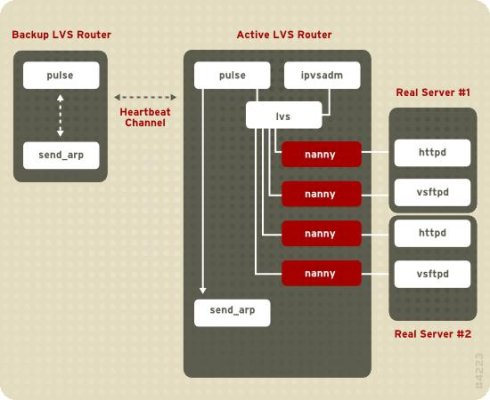 Backup LVS Router
Active LVS Router
pulse
send_arp
Heartbeat
Channel
pulse
ipvsadm
lvs
nanny
nanny
nanny
nanny
send_arp
Real Server #1
httpd
vsftpd
httpd
vsftpd
Real Server #2
84223